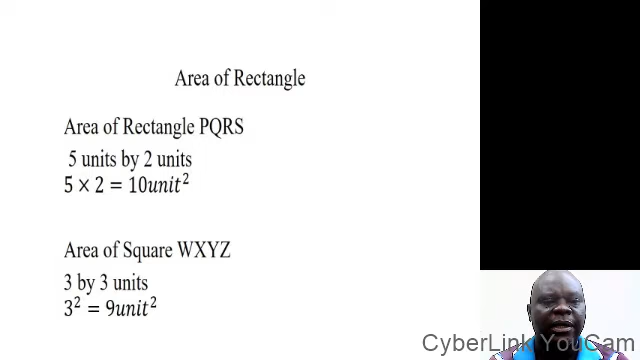 Area of Rectangle
Area of Rectangle PQRS
5 units by 2 units
5 × 2 = 10unit²
Area of Square WXYZ
3 by 3 units
3² = 9unit²
CyberLink YouCam